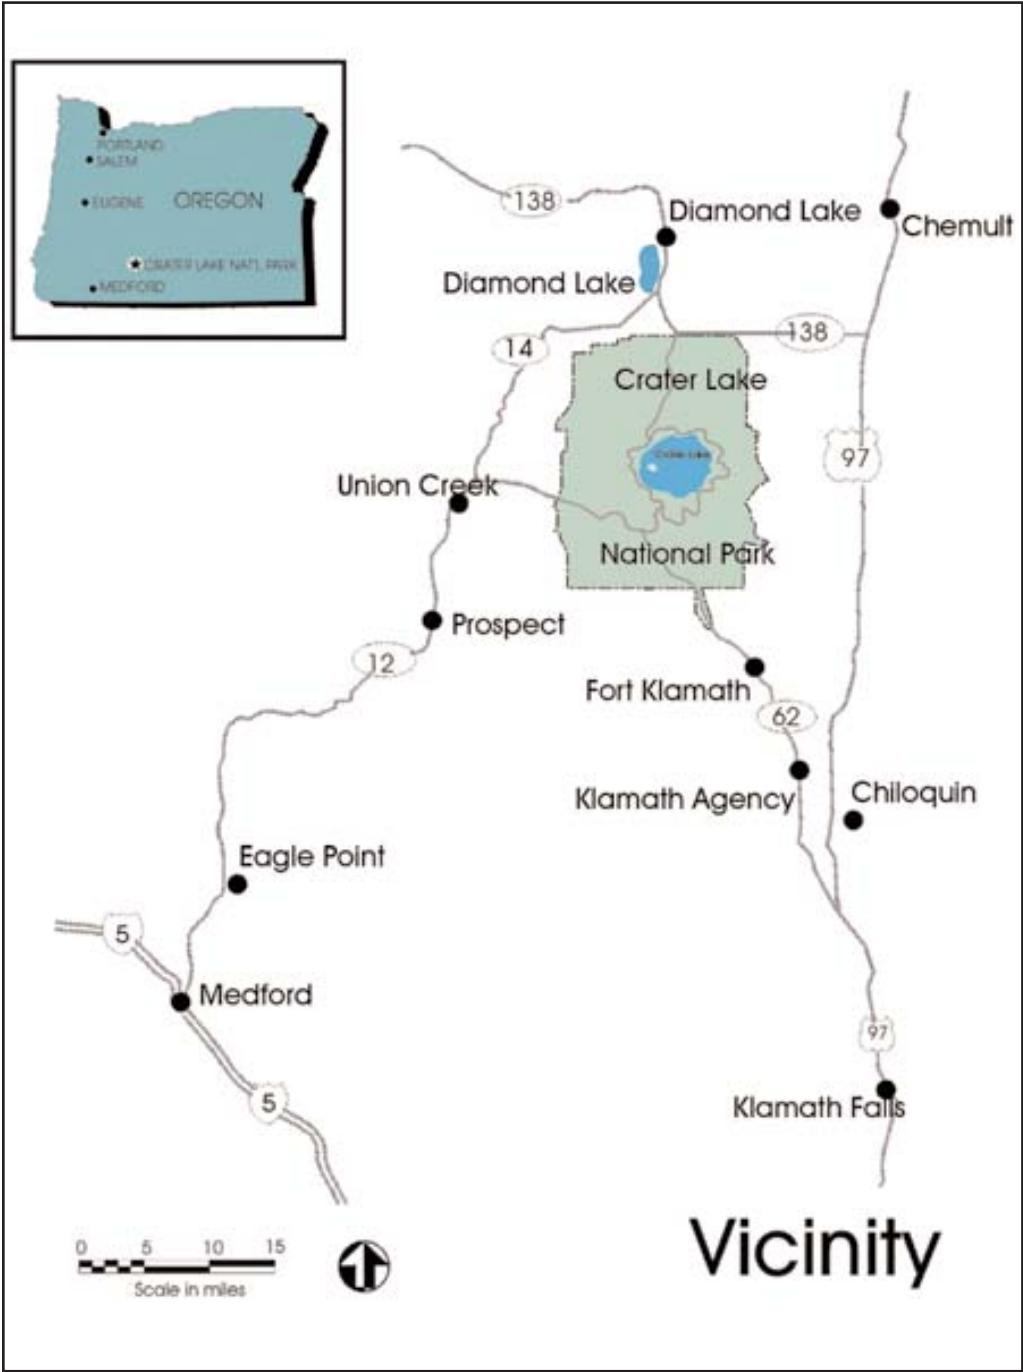 PORTLAND
SALEM
EUGENE
OREGON
CRATER LAKE NAT'L PARK
MEDFORD
138
Diamond Lake
Chemult
Diamond Lake
138
14
Crater Lake
97
Crater Lake
Union Creek
National Park
Prospect
12
Fort Klamath
62
Klamath Agency
Chiloquin
Eagle Point
5
Medford
97
5
Klamath Falls
Vicinity
0 5 10 15
Scale in miles